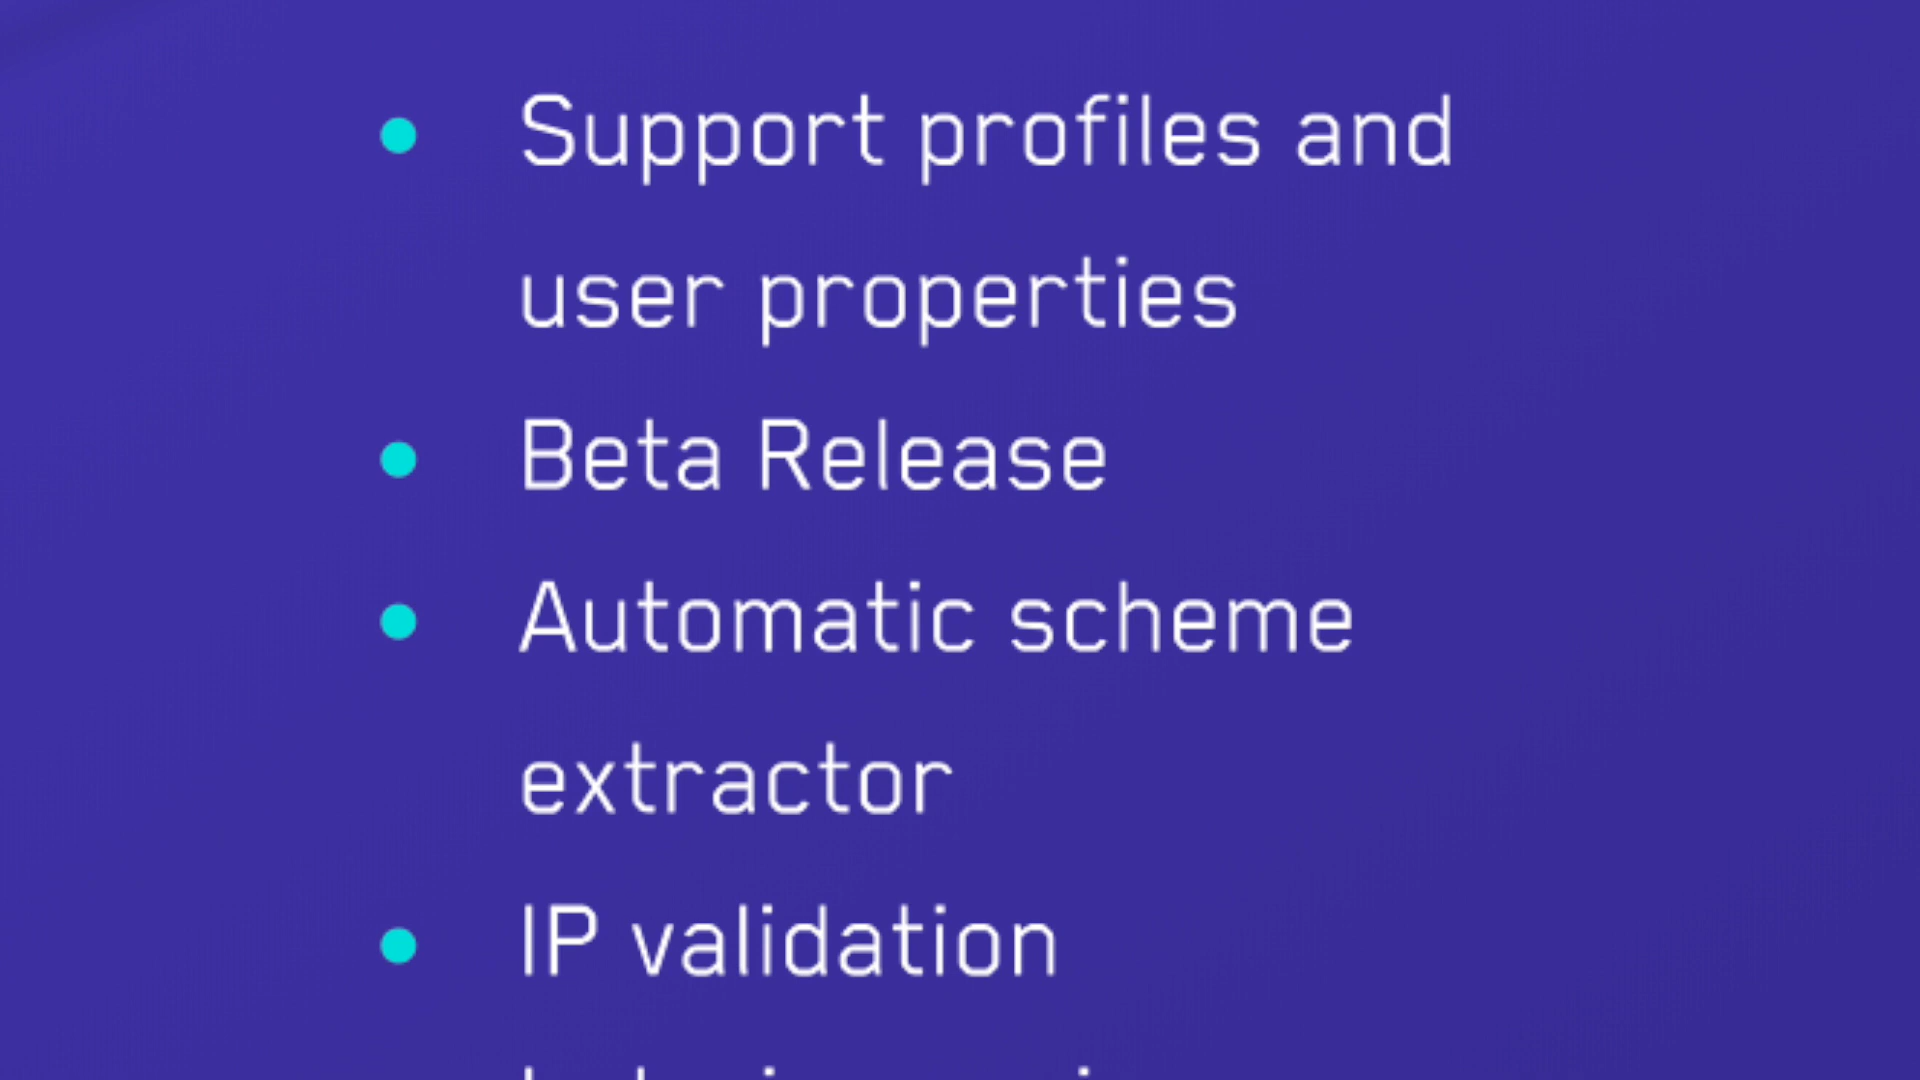 Support profiles and
user properties
Beta Release
Automatic scheme
extractor
IP validation